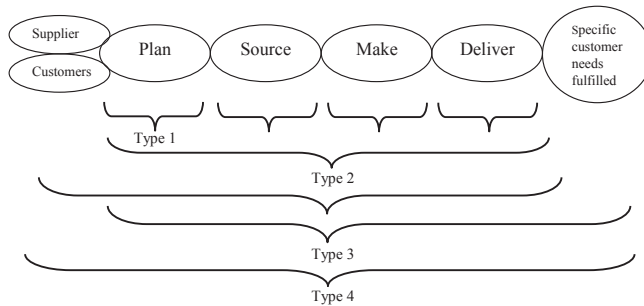 Supplier
Customers
Plan
Source
Make
Deliver
Specific
customer
needs
fulfilled
Type 1
Type 2
Type 3
Type 4